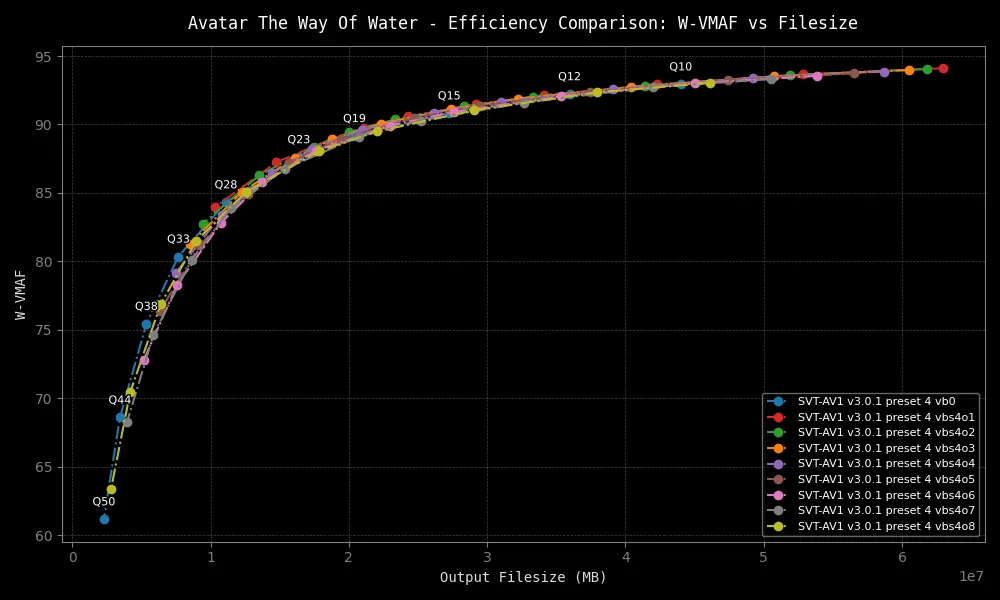 Avatar The Way Of Water - Efficiency Comparison: W-VMAF vs Filesize
W-VMAF
95
90
85
80
75
70
65
60
Q10
Q12
Q15
Q19
Q23
Q28
Q33
Q38
Q44
Q50
SVT-AV1 v3.0.1 preset 4 vb0
SVT-AV1 v3.0.1 preset 4 vbs4o1
SVT-AV1 v3.0.1 preset 4 vbs4o2
SVT-AV1 v3.0.1 preset 4 vbs4o3
SVT-AV1 v3.0.1 preset 4 vbs4o4
SVT-AV1 v3.0.1 preset 4 vbs4o5
SVT-AV1 v3.0.1 preset 4 vbs4o6
SVT-AV1 v3.0.1 preset 4 vbs4o7
SVT-AV1 v3.0.1 preset 4 vbs4o8
0 1 2 3 4 5 6
1e7
Output Filesize (MB)